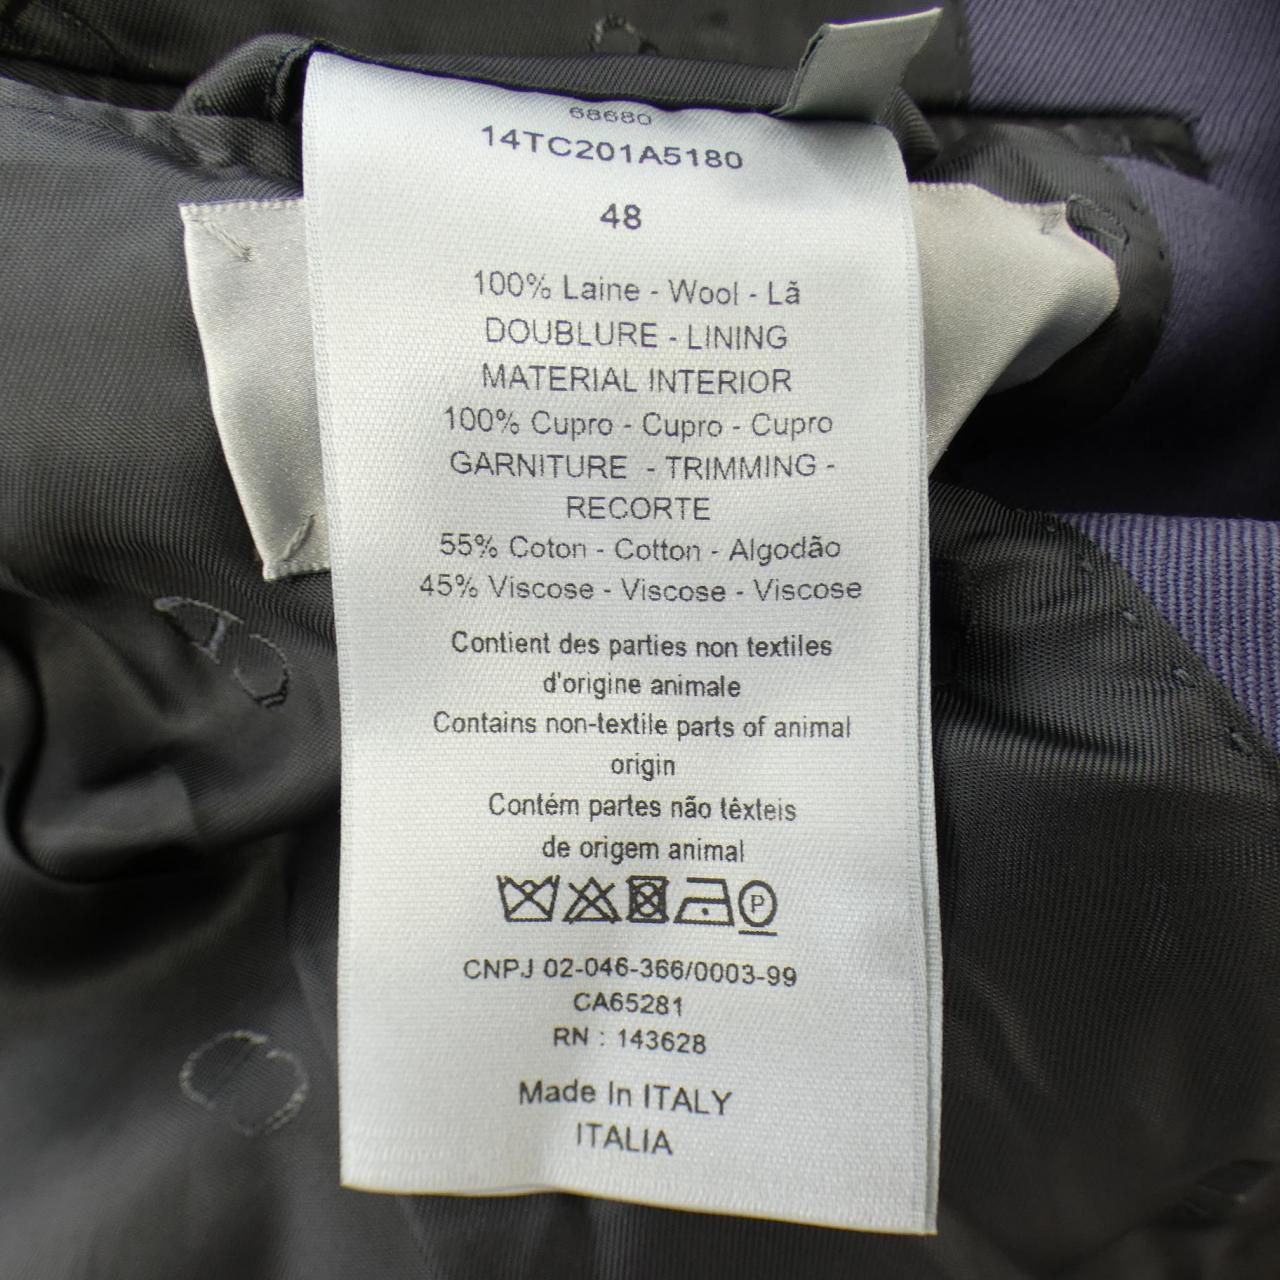 68680
14TC201A5180
48
100% Laine - Wool - Lã
DOUBLURE - LINING
MATERIAL INTERIOR
100% Cupro - Cupro - Cupro
GARNITURE - TRIMMING -
RECORTE
55% Coton - Cotton - Algodão
45% Viscose - Viscose - Viscose
Contient des parties non textiles
d'origine animale
Contains non-textile parts of animal
origin
Contém partes não têxteis
de origem animal
P
CNPJ 02-046-366/0003-99
CA65281
RN : 143628
Made In ITALY
ITALIA